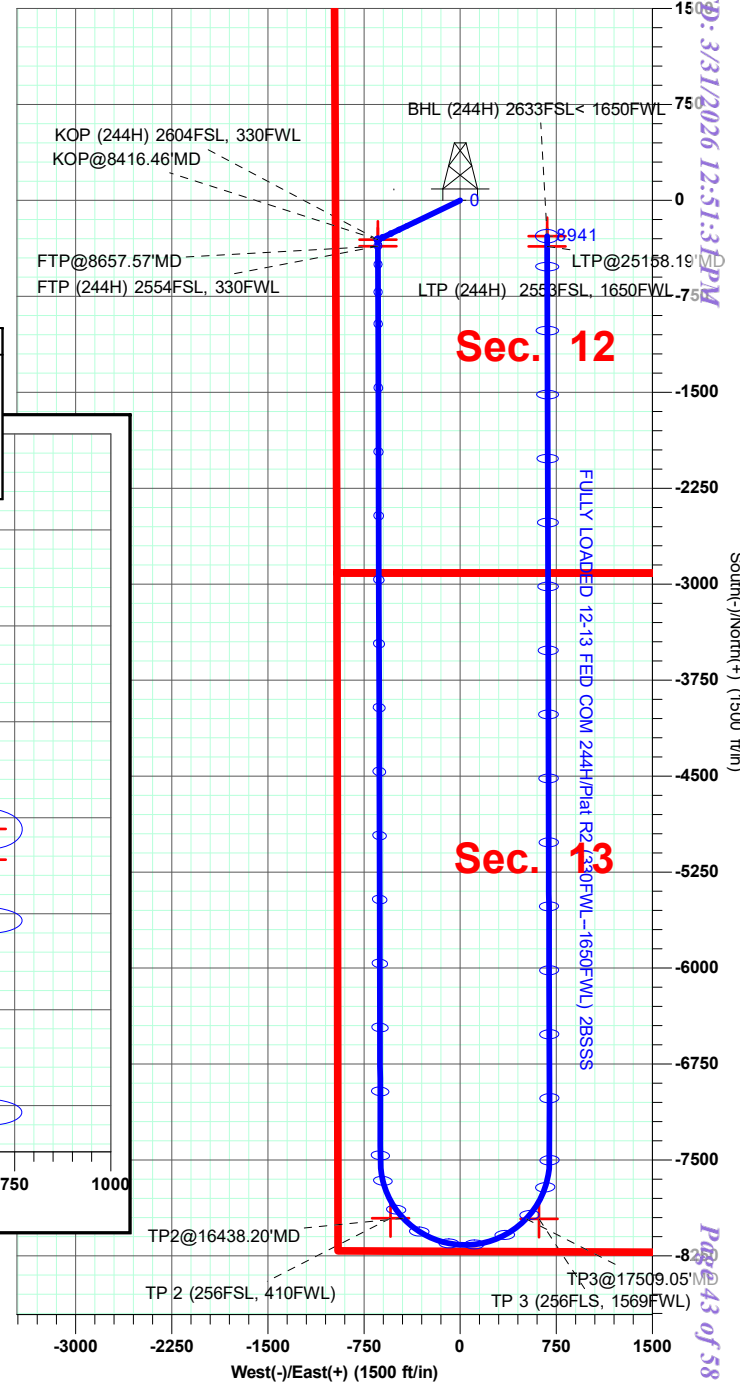 1500
750
0
-750
-1500
-2250
-3000
-3750
-4500
-5250
-6000
-6750
-7500
-8250
South(-)/North(+) (1500 ft/in)
D: 3/31/2026 12:51:31 PM
Page 43 of 58
BHL (244H) 2633FSL< 1650FWL
KOP (244H) 2604FSL, 330FWL
KOP@8416.46'MD
0
8941
FTP@8657.57'MD
LTP@25158.19'MD
FTP (244H) 2554FSL, 330FWL
LTP (244H) 2553FSL, 1650FWL
Sec. 12
FULLY LOADED 12-13 FED COM 244H/Plat R2 (330FWL-1650FWL) 2BSSS
Sec. 13
750
1000
TP2@16438.20'MD
TP3@17509.05'MD
TP 2 (256FSL, 410FWL)
TP 3 (256FLS, 1569FWL)
-3000
-2250
-1500
-750
0
750
1500
West(-)/East(+) (1500 ft/in)